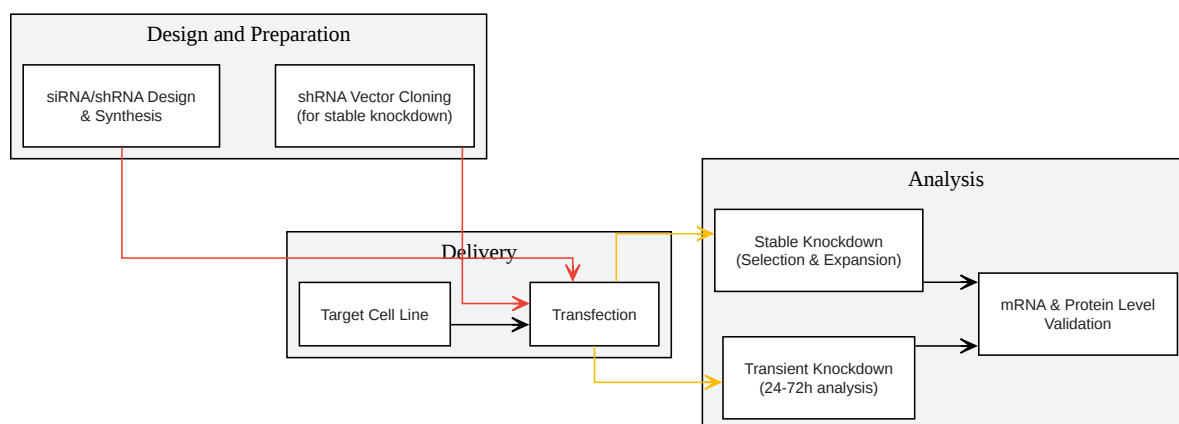 Design and Preparation
siRNA/shRNA Design
& Synthesis
shRNA Vector Cloning
(for stable knockdown)
Delivery
Target Cell Line
Transfection
Analysis
Stable Knockdown
(Selection & Expansion)
Transient Knockdown
(24-72h analysis)
mRNA & Protein Level
Validation